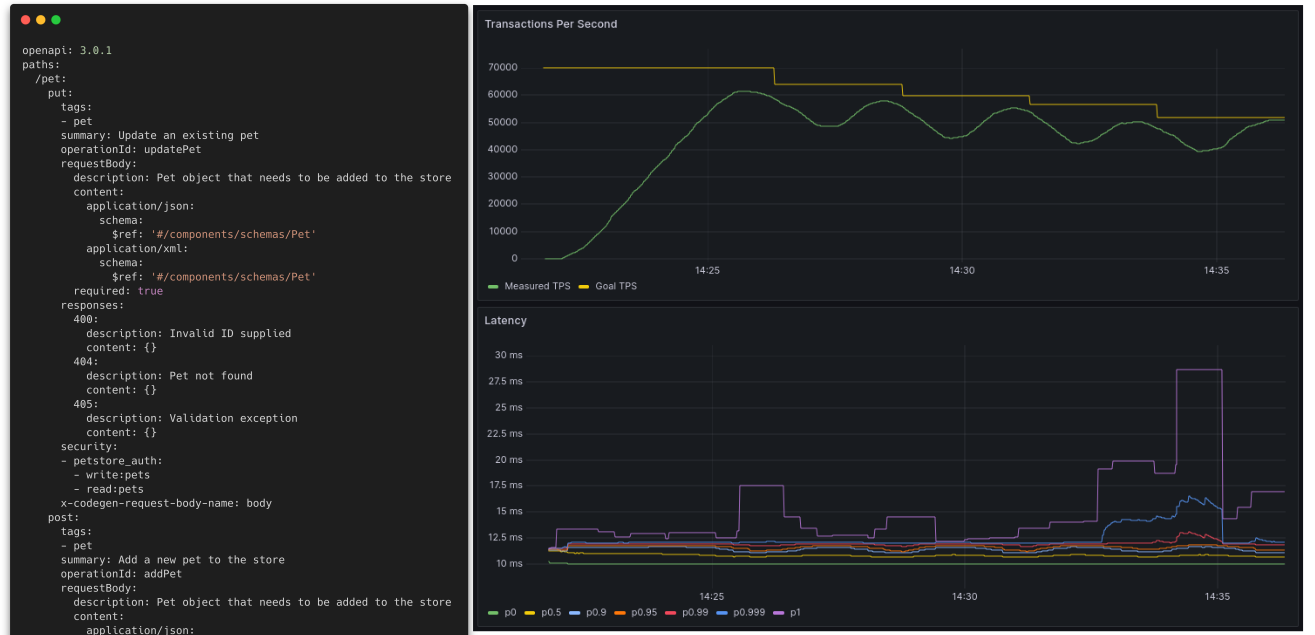 openapi: 3.0.1
paths:
  /pet:
    put:
      tags:
      - pet
      summary: Update an existing pet
      operationId: updatePet
      requestBody:
        description: Pet object that needs to be added to the store
        content:
          application/json:
            schema:
              $ref: '#/components/schemas/Pet'
          application/xml:
            schema:
              $ref: '#/components/schemas/Pet'
        required: true
      responses:
        400:
          description: Invalid ID supplied
          content: {}
        404:
          description: Pet not found
          content: {}
        405:
          description: Validation exception
          content: {}
      security:
      - petstore_auth:
        - write:pets
        - read:pets
      x-codegen-request-body-name: body
    post:
      tags:
      - pet
      summary: Add a new pet to the store
      operationId: addPet
      requestBody:
        description: Pet object that needs to be added to the store
        content:
          application/json:
Transactions Per Second
70000
60000
50000
40000
30000
20000
10000
0
14:25 14:30 14:35
Measured TPS Goal TPS
Latency
30 ms
27.5 ms
25 ms
22.5 ms
20 ms
17.5 ms
15 ms
12.5 ms
10 ms
14:25 14:30 14:35
p0 p0.5 p0.9 p0.95 p0.99 p0.999 p1